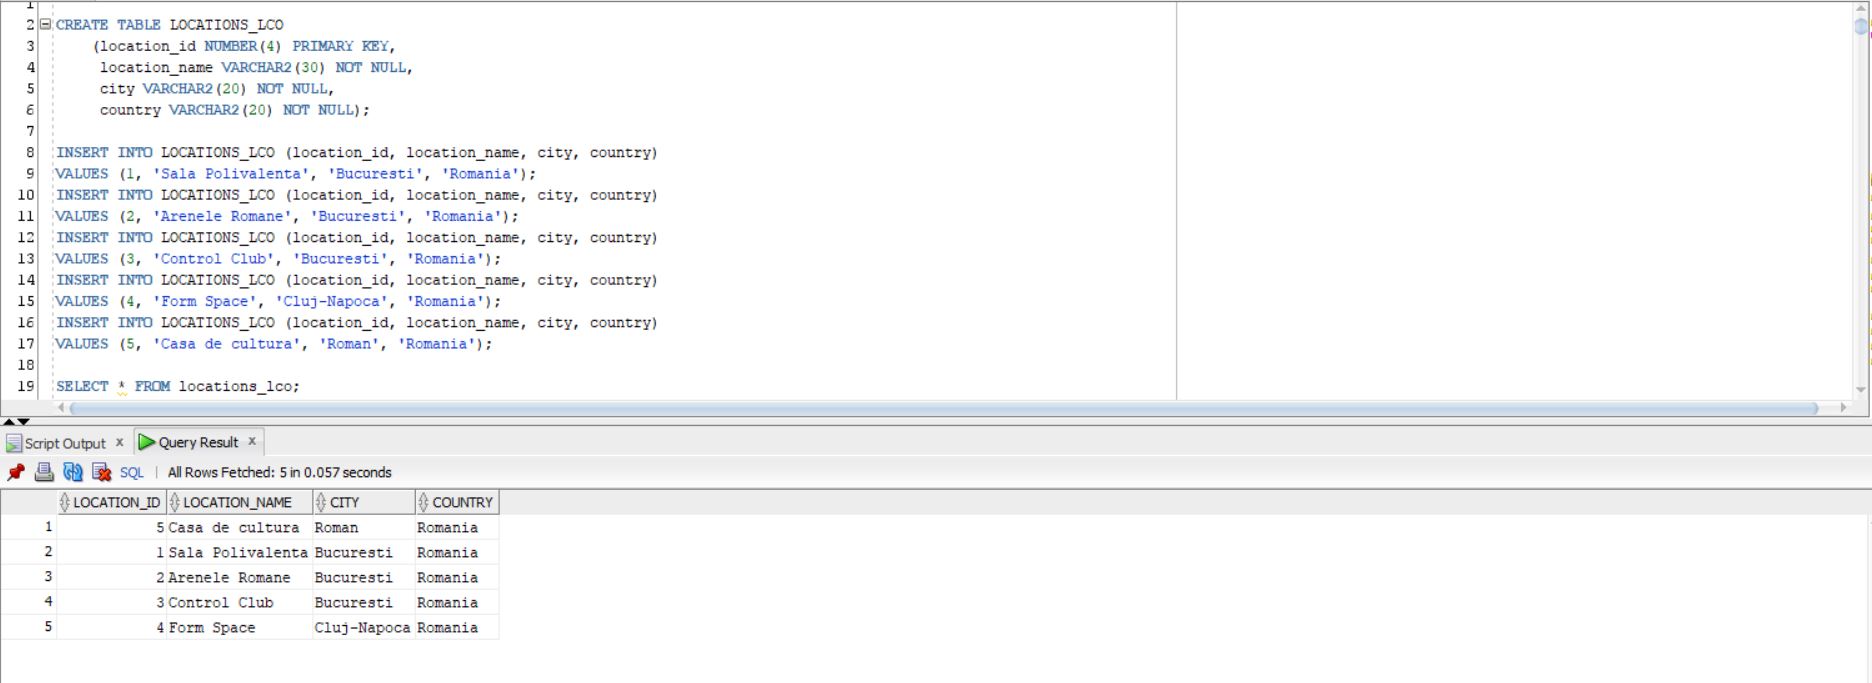 1
2 CREATE TABLE LOCATIONS_LCO
3 (location_id NUMBER(4) PRIMARY KEY,
4 location_name VARCHAR2(30) NOT NULL,
5 city VARCHAR2(20) NOT NULL,
6 country VARCHAR2(20) NOT NULL);
7
8 INSERT INTO LOCATIONS_LCO (location_id, location_name, city, country)
9 VALUES (1, 'Sala Polivalenta', 'Bucuresti', 'Romania');
10 INSERT INTO LOCATIONS_LCO (location_id, location_name, city, country)
11 VALUES (2, 'Arenele Romane', 'Bucuresti', 'Romania');
12 INSERT INTO LOCATIONS_LCO (location_id, location_name, city, country)
13 VALUES (3, 'Control Club', 'Bucuresti', 'Romania');
14 INSERT INTO LOCATIONS_LCO (location_id, location_name, city, country)
15 VALUES (4, 'Form Space', 'Cluj-Napoca', 'Romania');
16 INSERT INTO LOCATIONS_LCO (location_id, location_name, city, country)
17 VALUES (5, 'Casa de cultura', 'Roman', 'Romania');
18
19 SELECT * FROM locations_lco;
Script Output x Query Result x
SQL | All Rows Fetched: 5 in 0.057 seconds
LOCATION_ID LOCATION_NAME CITY COUNTRY
1 5 Casa de cultura Roman Romania
2 1 Sala Polivalenta Bucuresti Romania
3 2 Arenele Romane Bucuresti Romania
4 3 Control Club Bucuresti Romania
5 4 Form Space Cluj-Napoca Romania